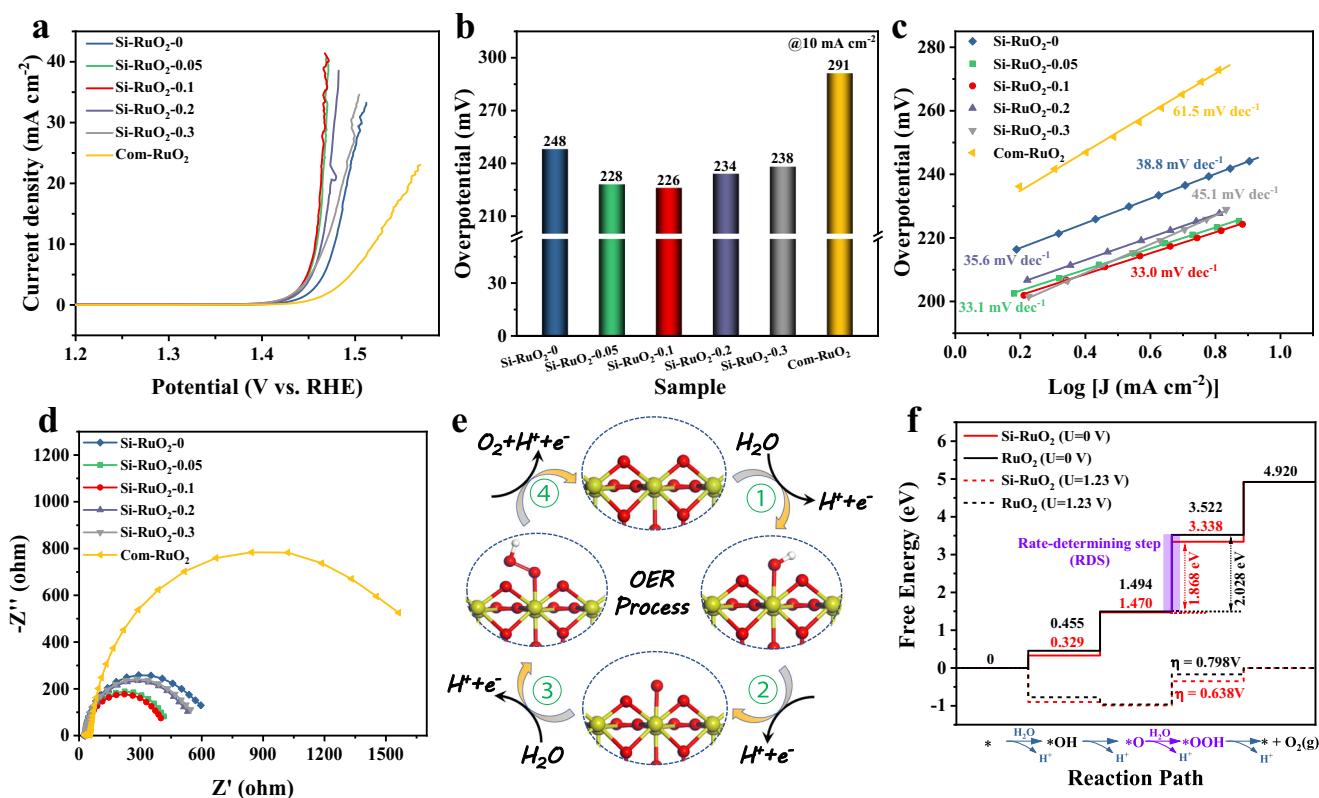 a
Si-RuO₂-0
Si-RuO₂-0.05
Si-RuO₂-0.1
Si-RuO₂-0.2
Si-RuO₂-0.3
Com-RuO₂
Current density (mA cm⁻²)
40
30
20
10
0
1.2 1.3 1.4 1.5
Potential (V vs. RHE)
b
@10 mA cm⁻²
Overpotential (mV)
300
270
240
210
60
30
0
248
228
226
234
238
291
Si-RuO₂-0
Si-RuO₂-0.05
Si-RuO₂-0.1
Si-RuO₂-0.2
Si-RuO₂-0.3
Com-RuO₂
Sample
c
Si-RuO₂-0
Si-RuO₂-0.05
Si-RuO₂-0.1
Si-RuO₂-0.2
Si-RuO₂-0.3
Com-RuO₂
61.5 mV dec⁻¹
38.8 mV dec⁻¹
45.1 mV dec⁻¹
35.6 mV dec⁻¹
33.0 mV dec⁻¹
33.1 mV dec⁻¹
Overpotential (mV)
280
260
240
220
200
0.0 0.2 0.4 0.6 0.8 1.0
Log [J (mA cm⁻²)]
d
Si-RuO₂-0
Si-RuO₂-0.05
Si-RuO₂-0.1
Si-RuO₂-0.2
Si-RuO₂-0.3
Com-RuO₂
-Z'' (ohm)
1200
1000
800
600
400
200
0
0 300 600 900 1200 1500
Z' (ohm)
e
O₂+H⁺+e⁻
H₂O
④
①
H⁺+e⁻
OER
Process
H⁺+e⁻
③
②
H₂O
H⁺+e⁻
f
Si-RuO₂ (U=0 V)
RuO₂ (U=0 V)
Si-RuO₂ (U=1.23 V)
RuO₂ (U=1.23 V)
Free Energy (eV)
6
5
4
3
2
1
0
-1
4.920
3.522
3.338
Rate-determining step
(RDS)
1.868 eV
2.028 eV
1.494
1.470
0.455
0.329
0
η = 0.798V
η = 0.638V
* H₂O H⁺ *OH H⁺ *O H₂O H⁺ *OOH H⁺ * + O₂(g)
Reaction Path